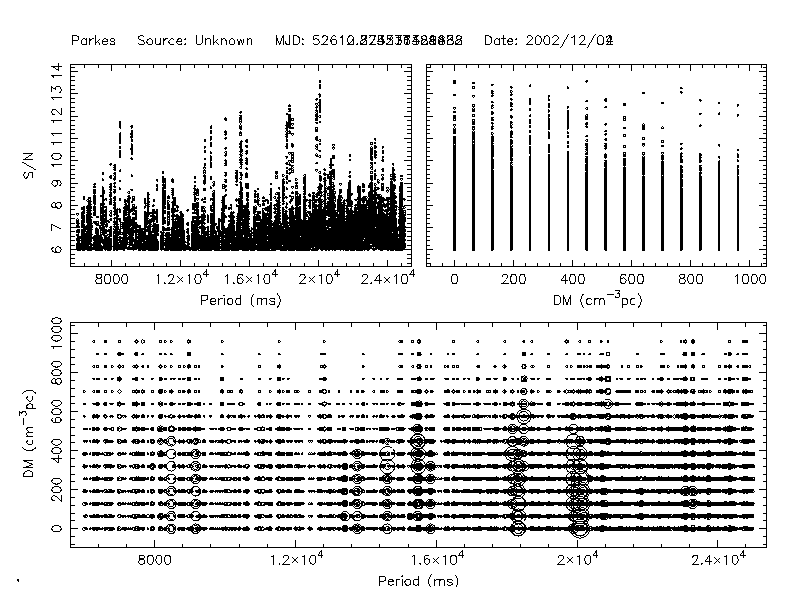 Parkes Source: Unknown MJD: Date: 2002/12/
S/N
14
13
12
11
10
9
8
7
6
8000 1.2×10⁴ 1.6×10⁴ 2×10⁴ 2.4×10⁴
Period (ms)
0 200 400 600 800 1000
DM (cm⁻³pc)
DM (cm⁻³pc)
1000
800
600
400
200
0
8000 1.2×10⁴ 1.6×10⁴ 2×10⁴ 2.4×10⁴
Period (ms)